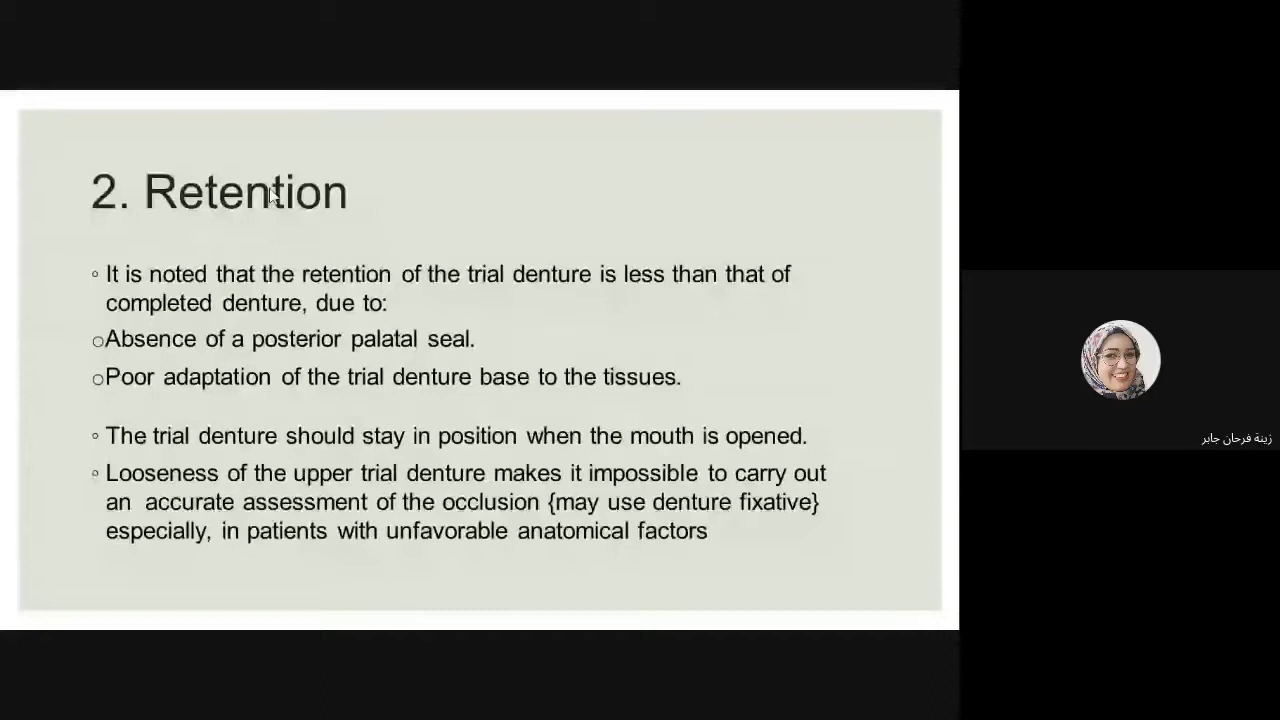 2. Retention
◦ It is noted that the retention of the trial denture is less than that of
completed denture, due to:
oAbsence of a posterior palatal seal.
oPoor adaptation of the trial denture base to the tissues.
◦ The trial denture should stay in position when the mouth is opened.
◦ Looseness of the upper trial denture makes it impossible to carry out
an accurate assessment of the occlusion {may use denture fixative}
especially, in patients with unfavorable anatomical factors
زينة فرحان جابر